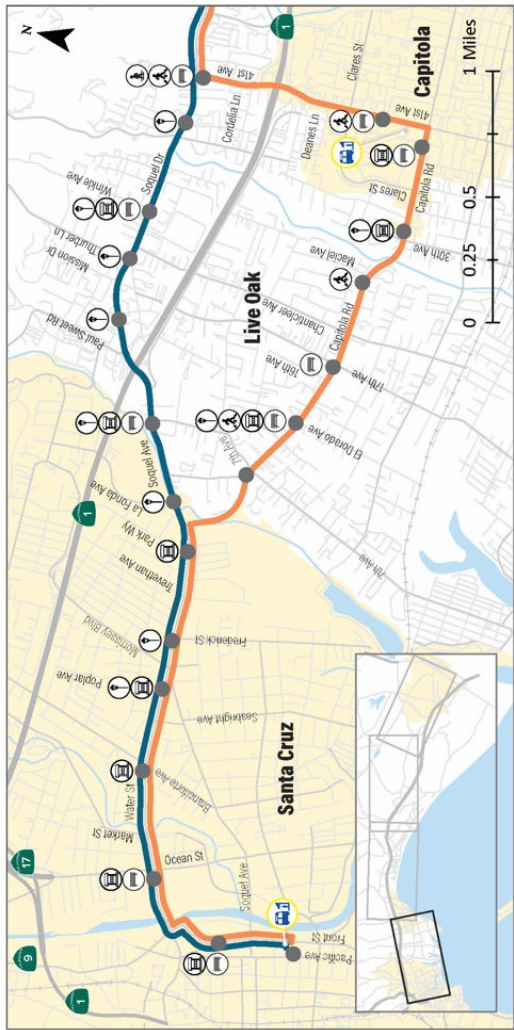 N
1
17
9
1
1
41st Ave
Cordelia Ln
Soquel Dr
Winkle Ave
Thurber Ln
Mission Dr
Paul Sweet Rd
Soquel Ave
La Fonda Ave
Park Wy
Trevethan Ave
Morrissey Blvd
Frederick St
Poplar Ave
Seabright Ave
Branciforte Ave
Water St
Market St
Ocean St
Soquel Ave
Front St
Pacific Ave
Santa Cruz
Live Oak
Capitola
Clares St
41st Ave
Deanes Ln
Clares St
Capitola Rd
30th Ave
Maciel Ave
Chanticleer Ave
Capitola Rd
17th Ave
16th Ave
El Dorado Ave
7th Ave
7th Ave
0 0.25 0.5 1 Miles